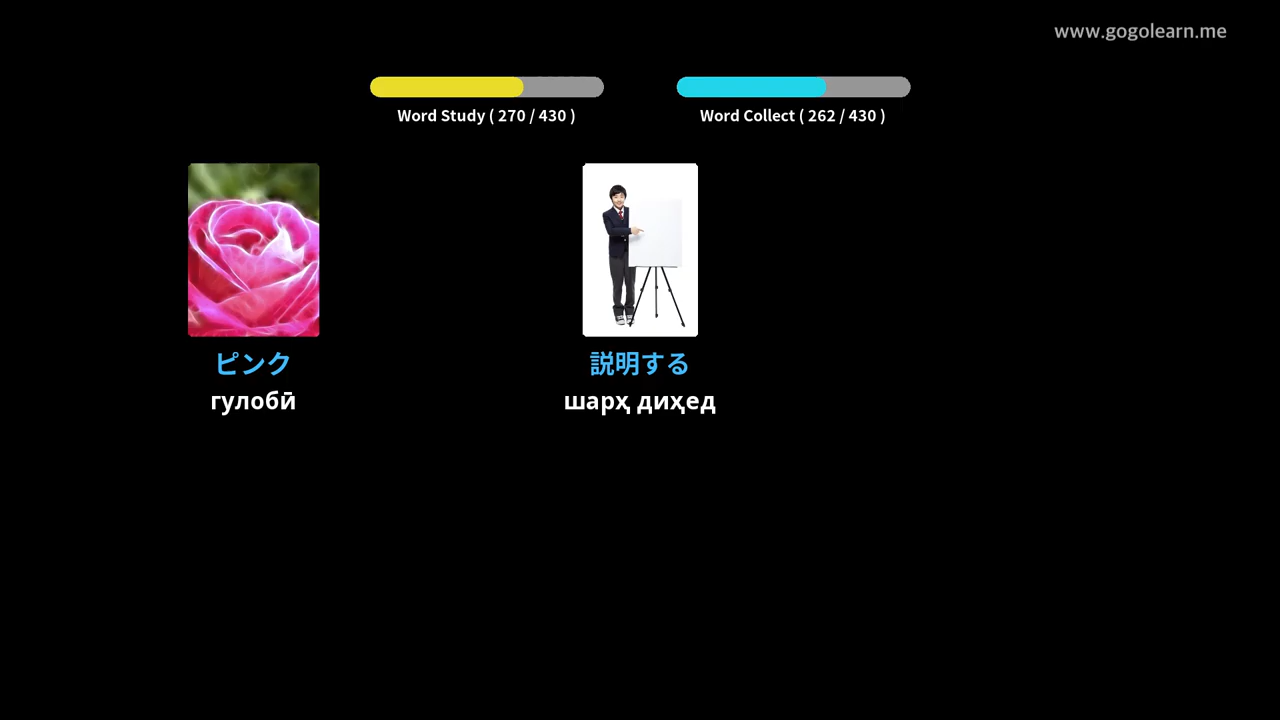 www.gogolearn.me
Word Study ( 270 / 430 )
Word Collect ( 262 / 430 )
ピンク
гулобӣ
説明する
шарҳ диҳед